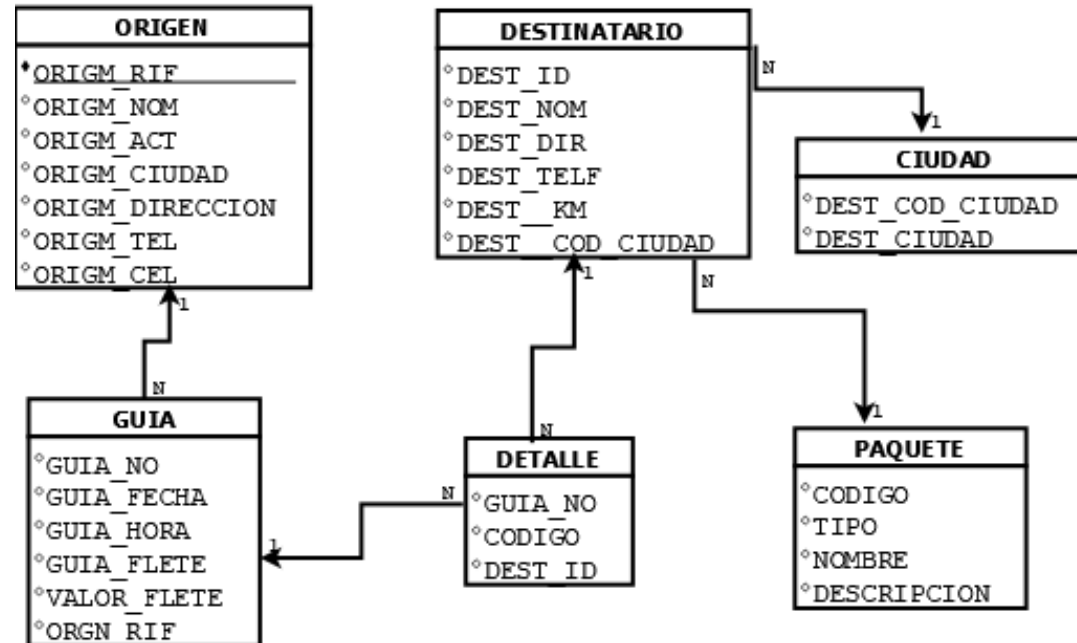 ORIGEN
ORIGM_RIF
ORIGM_NOM
ORIGM_ACT
ORIGM_CIUDAD
ORIGM_DIRECCION
ORIGM_TEL
ORIGM_CEL
1
N
DESTINATARIO
DEST_ID
DEST_NOM
DEST_DIR
DEST_TELF
DEST__KM
DEST__COD_CIUDAD
N
1
CIUDAD
DEST_COD_CIUDAD
DEST_CIUDAD
1
N
N
1
GUIA
GUIA_NO
GUIA_FECHA
GUIA_HORA
GUIA_FLETE
VALOR_FLETE
ORGN_RIF
N
1
DETALLE
GUIA_NO
CODIGO
DEST_ID
PAQUETE
CODIGO
TIPO
NOMBRE
DESCRIPCION